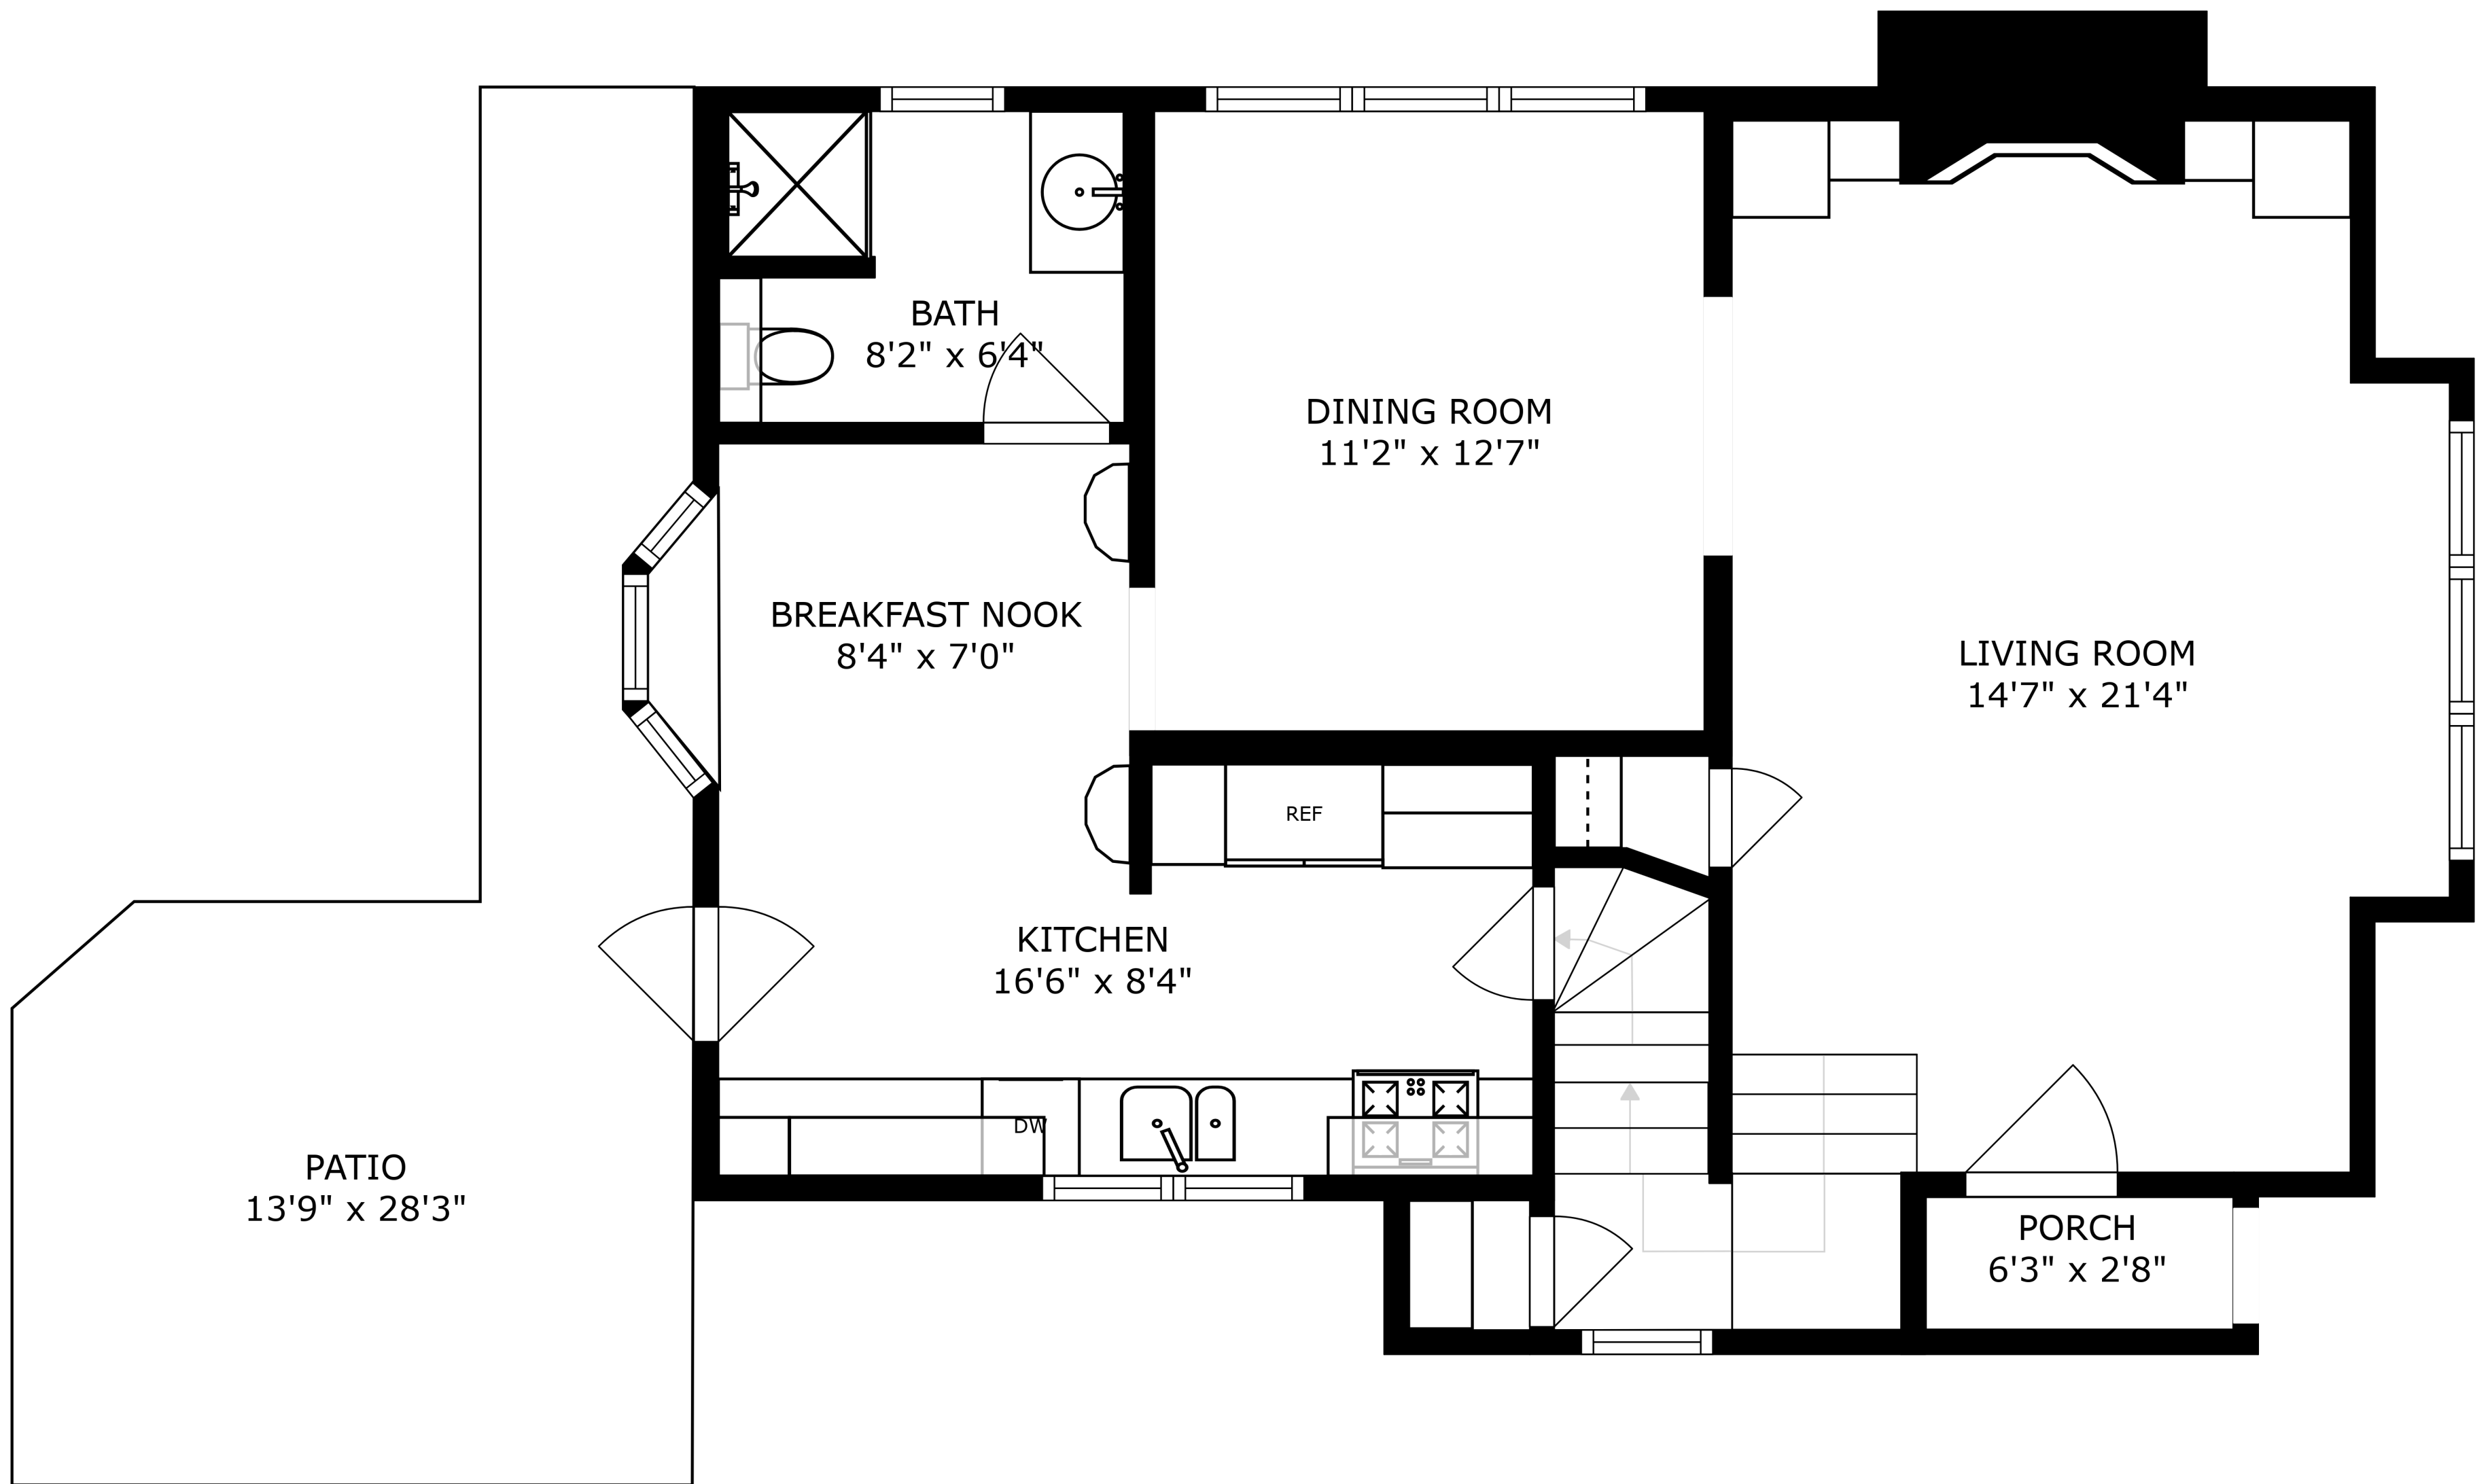 BATH
8'2" x 6'4"
DINING ROOM
11'2" x 12'7"
BREAKFAST NOOK
8'4" x 7'0"
LIVING ROOM
14'7" x 21'4"
REF
KITCHEN
16'6" x 8'4"
DW
PATIO
13'9" x 28'3"
PORCH
6'3" x 2'8"